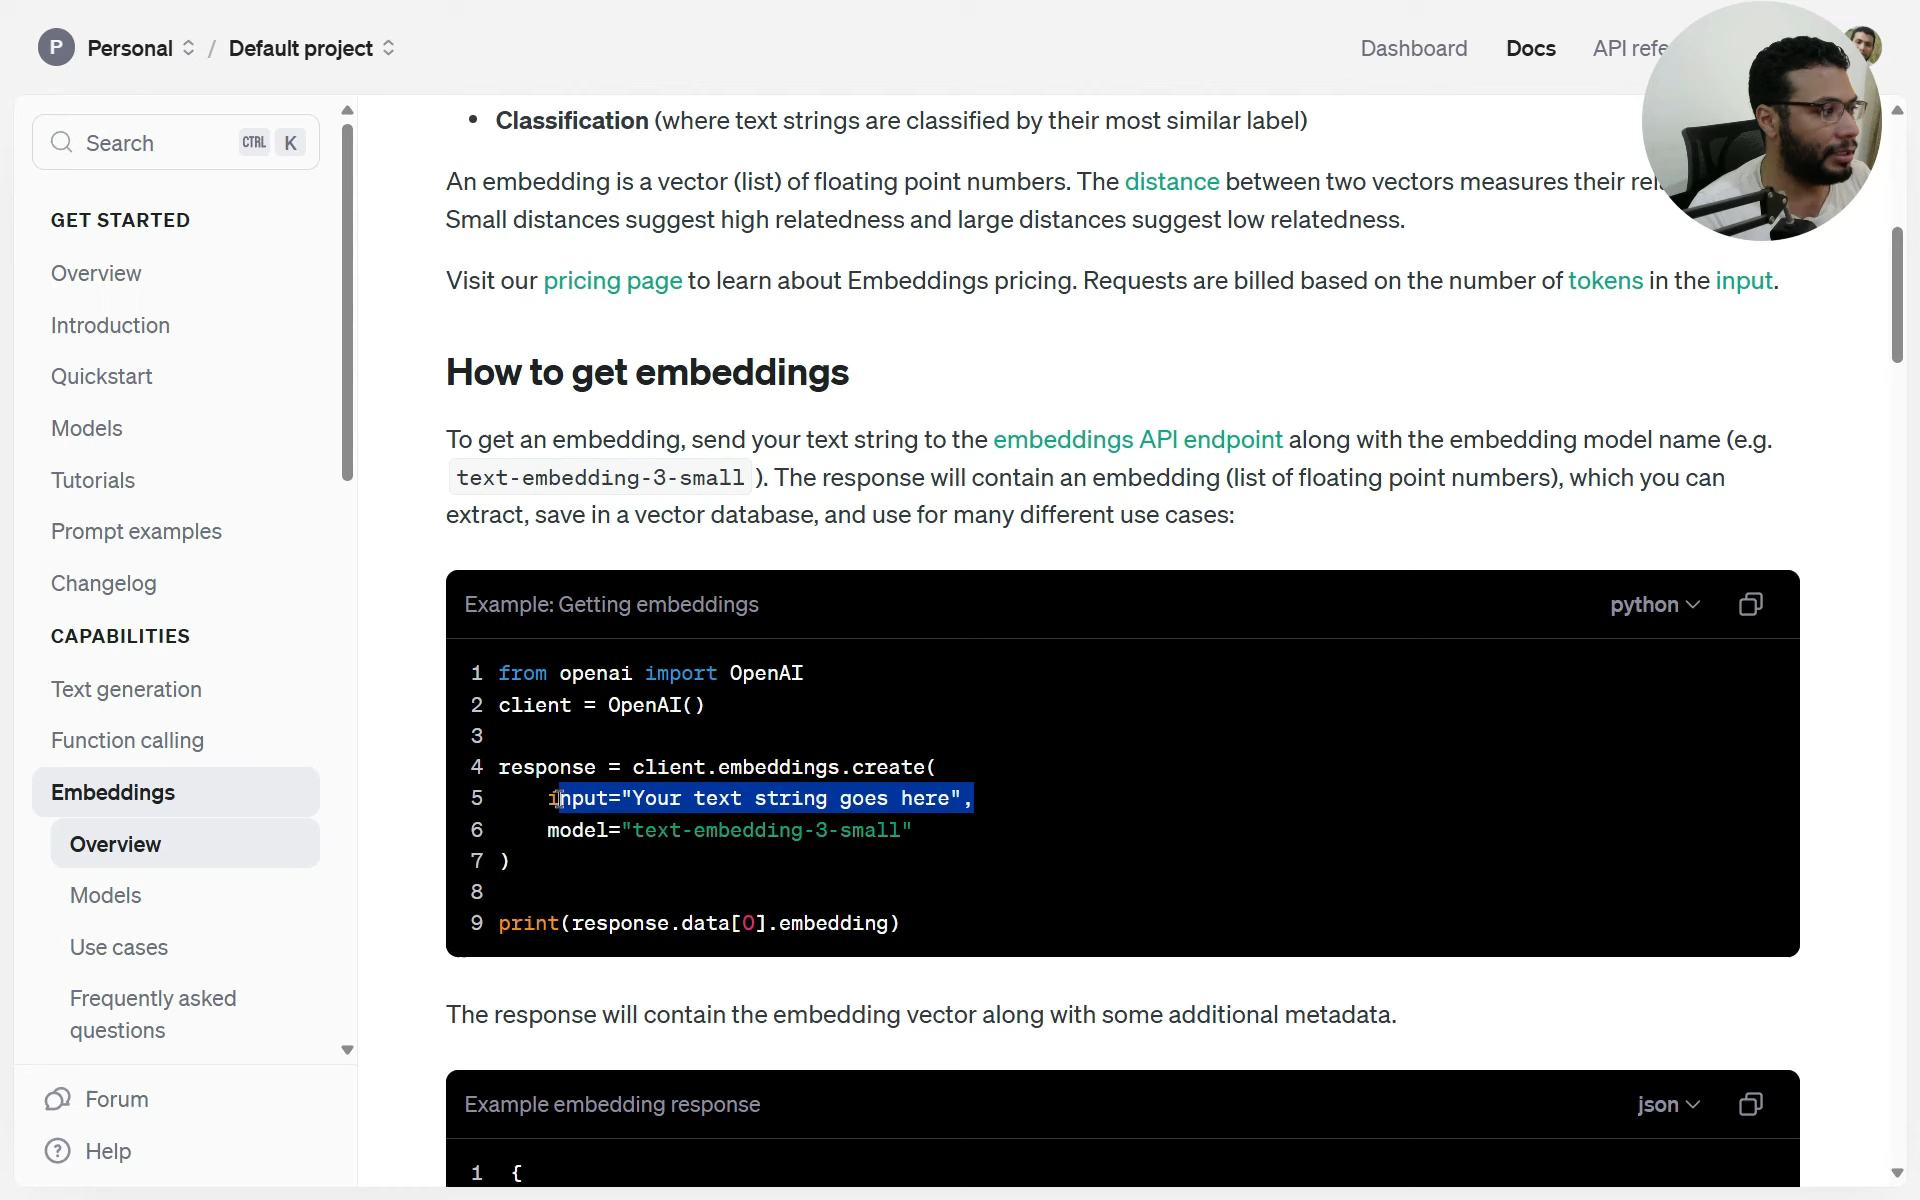 P Personal / Default project
Dashboard Docs API refe
Search CTRL K
GET STARTED
Overview
Introduction
Quickstart
Models
Tutorials
Prompt examples
Changelog
CAPABILITIES
Text generation
Function calling
Embeddings
Overview
Models
Use cases
Frequently asked
questions
Forum
Help
• Classification (where text strings are classified by their most similar label)
An embedding is a vector (list) of floating point numbers. The distance between two vectors measures their
Small distances suggest high relatedness and large distances suggest low relatedness.
Visit our pricing page to learn about Embeddings pricing. Requests are billed based on the number of tokens in the input.
How to get embeddings
To get an embedding, send your text string to the embeddings API endpoint along with the embedding model name (e.g.
text-embedding-3-small ). The response will contain an embedding (list of floating point numbers), which you can
extract, save in a vector database, and use for many different use cases:
Example: Getting embeddings python
1 from openai import OpenAI
2 client = OpenAI()
3
4 response = client.embeddings.create(
5     input="Your text string goes here",
6     model="text-embedding-3-small"
7 )
8
9 print(response.data[0].embedding)
The response will contain the embedding vector along with some additional metadata.
Example embedding response json
1 {